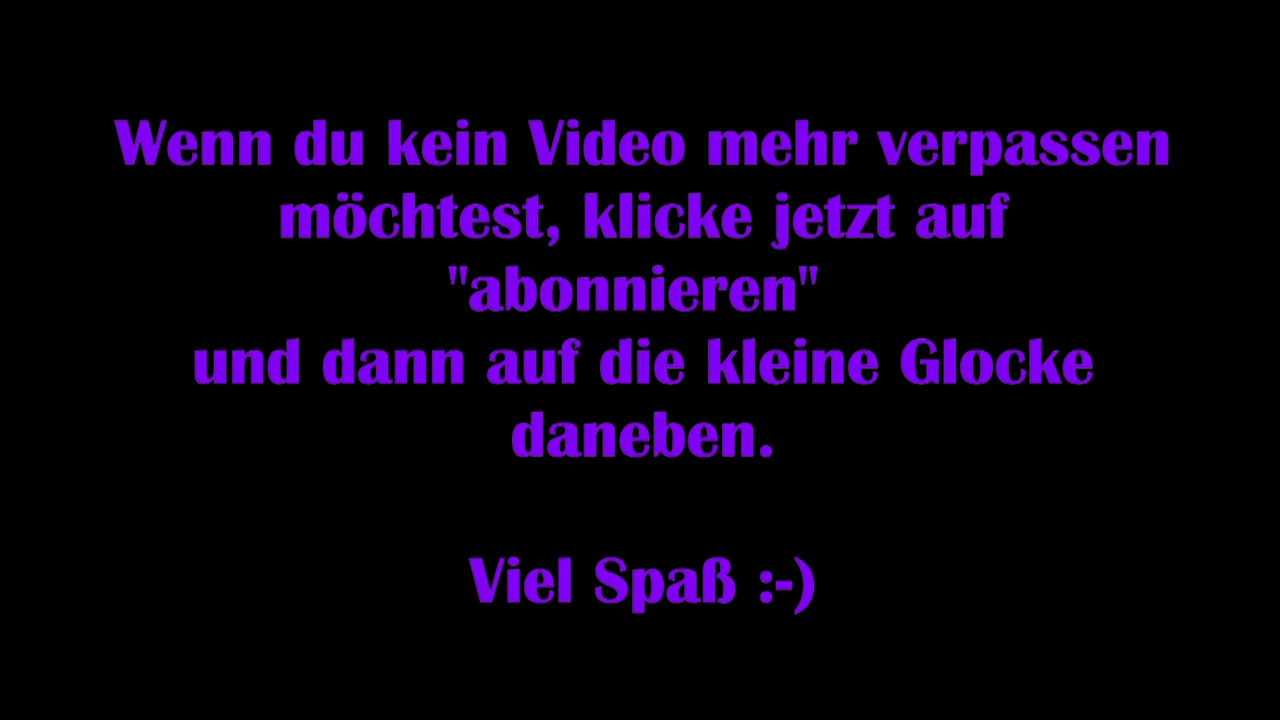 Wenn du kein Video mehr verpassen
möchtest, klicke jetzt auf
"abonnieren"
und dann auf die kleine Glocke
daneben.
Viel Spaß :-)